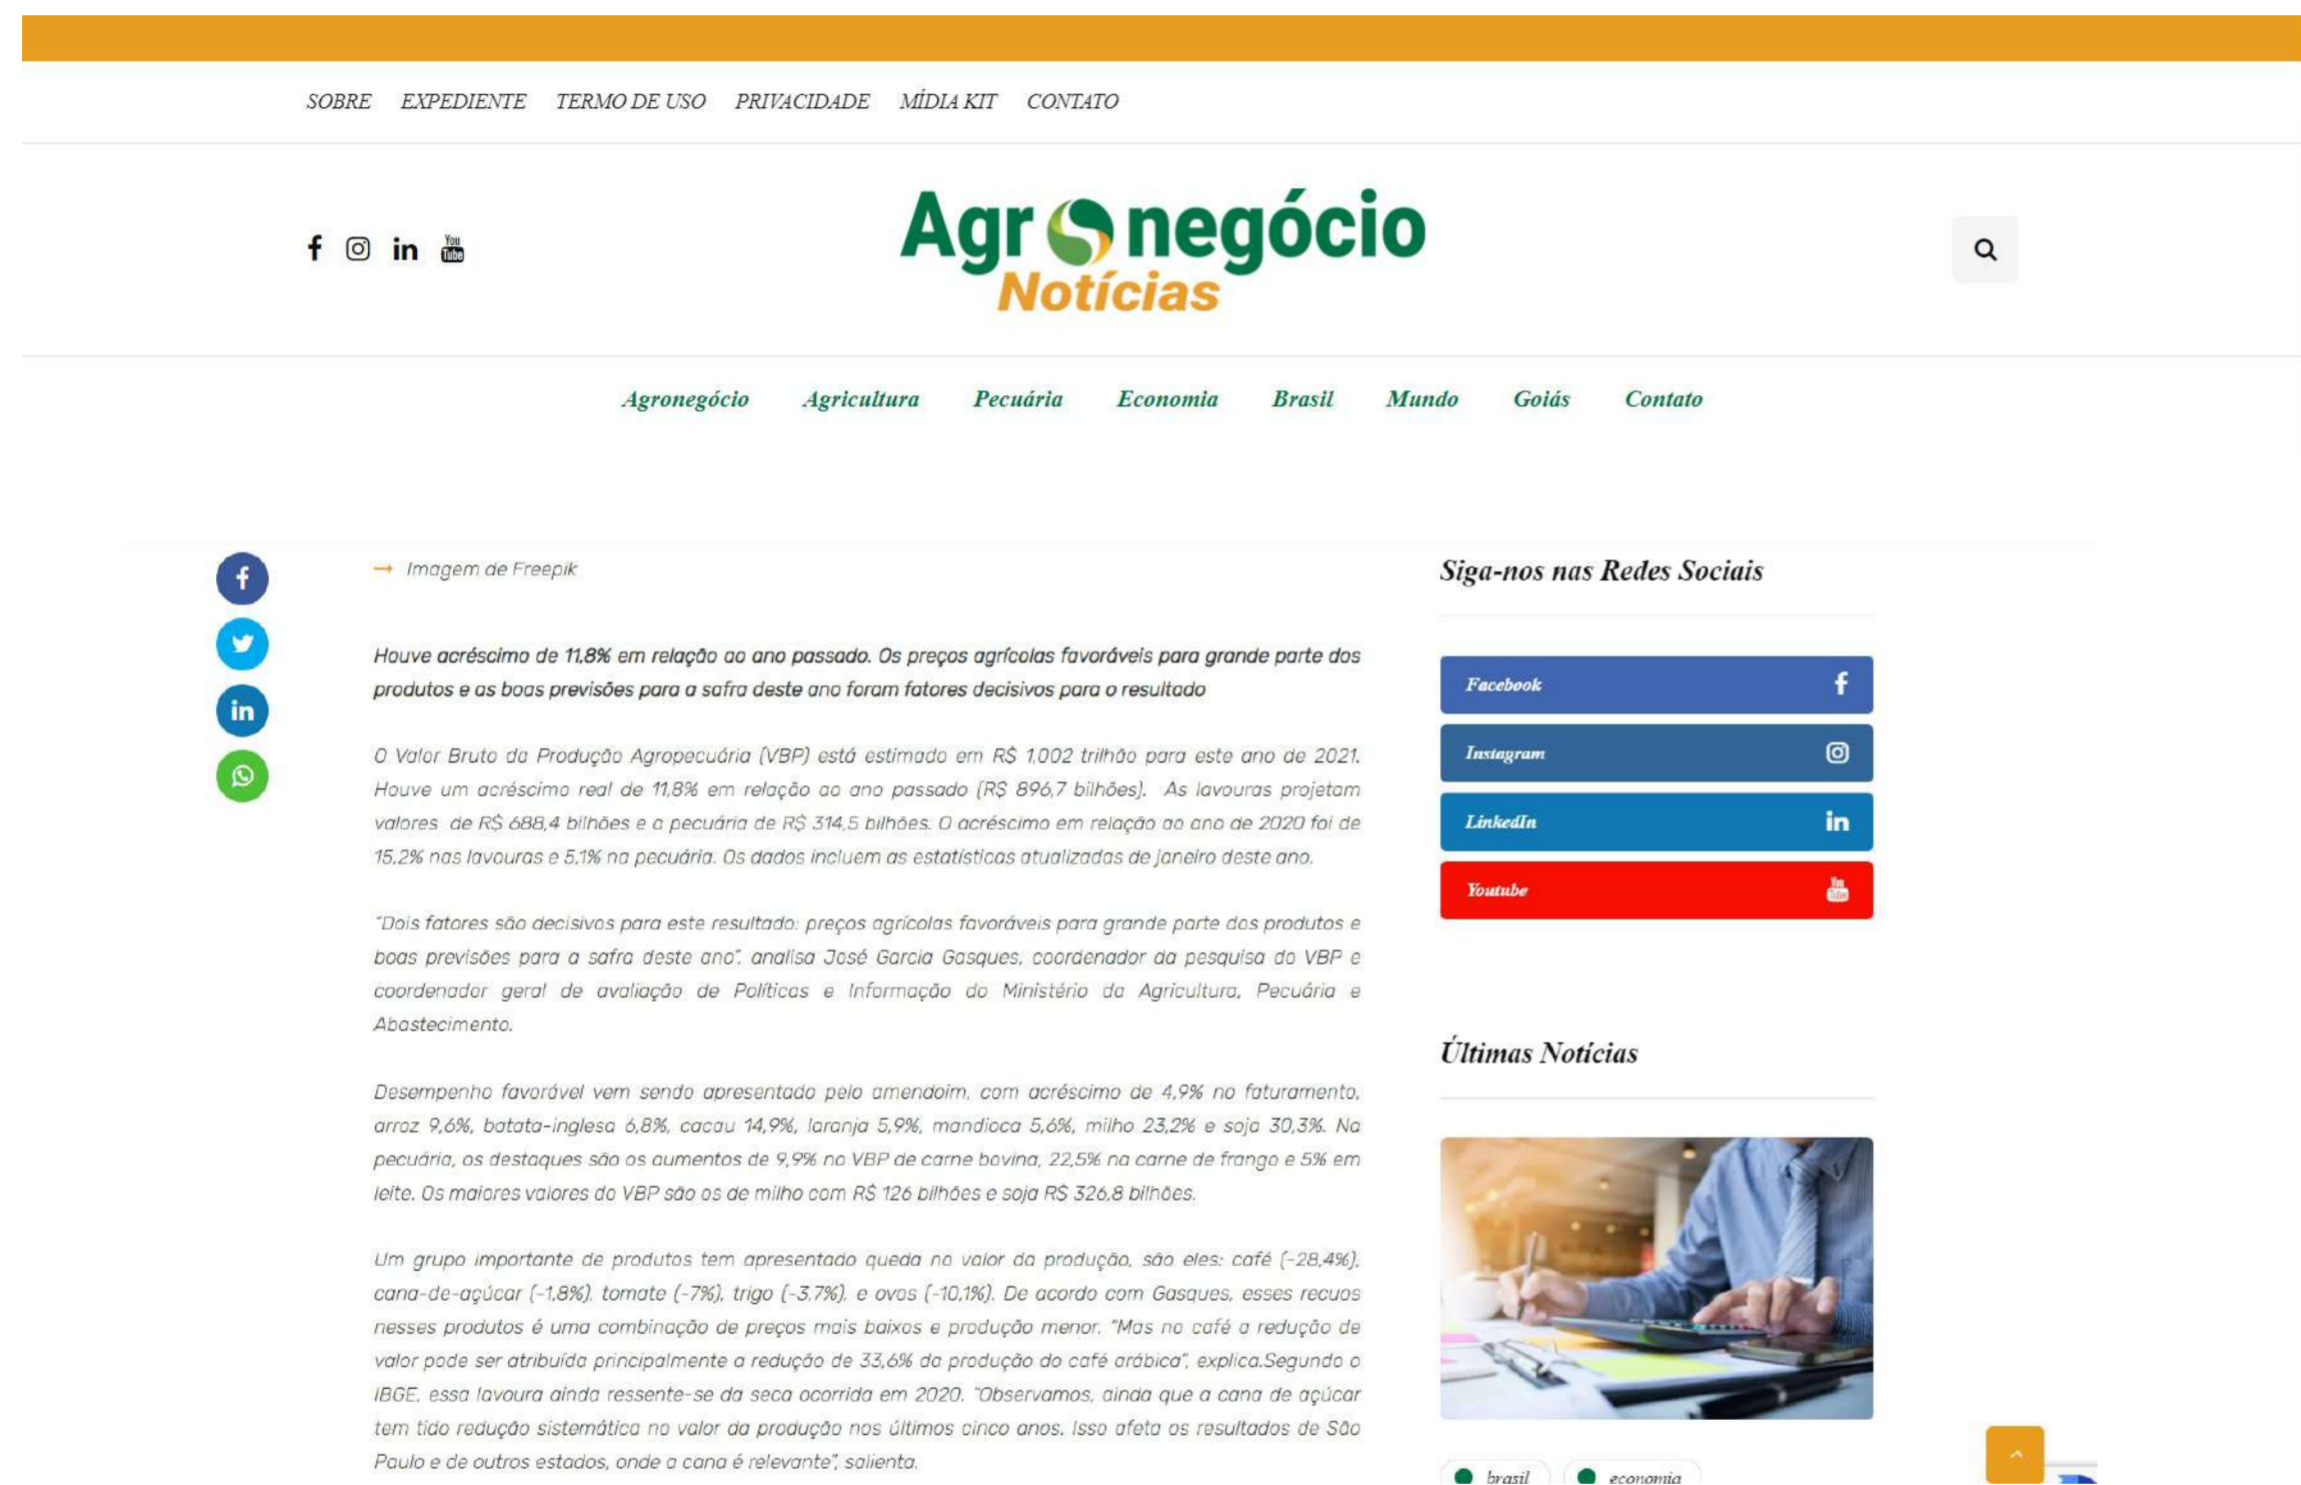 SOBRE EXPEDIENTE TERMO DE USO PRIVACIDADE MÍDIA KIT CONTATO
Agronegócio
Notícias
Agronegócio Agricultura Pecuária Economia Brasil Mundo Goiás Contato
Imagem de Freepik
Houve acréscimo de 11,8% em relação ao ano passado. Os preços agrícolas favoráveis para grande parte dos
produtos e as boas previsões para a safra deste ano foram fatores decisivos para o resultado
O Valor Bruto da Produção Agropecuária (VBP) está estimado em R$ 1,002 trilhão para este ano de 2021.
Houve um acréscimo real de 11,8% em relação ao ano passado (R$ 896,7 bilhões). As lavouras projetam
valores de R$ 688,4 bilhões e a pecuária de R$ 314,5 bilhões. O acréscimo em relação ao ano de 2020 foi de
15,2% nas lavouras e 5,1% na pecuária. Os dados incluem as estatísticas atualizadas de janeiro deste ano.
“Dois fatores são decisivos para este resultado: preços agrícolas favoráveis para grande parte dos produtos e
boas previsões para a safra deste ano”, analisa José Garcia Gasques, coordenador da pesquisa do VBP e
coordenador geral de avaliação de Políticas e Informação do Ministério da Agricultura, Pecuária e
Abastecimento.
Desempenho favorável vem sendo apresentado pelo amendoim, com acréscimo de 4,9% no faturamento,
arroz 9,6%, batata-inglesa 6,8%, cacau 14,9%, laranja 5,9%, mandioca 5,6%, milho 23,2% e soja 30,3%. Na
pecuária, os destaques são os aumentos de 9,9% no VBP de carne bovina, 22,5% na carne de frango e 5% em
leite. Os maiores valores do VBP são os de milho com R$ 126 bilhões e soja R$ 326,8 bilhões.
Um grupo importante de produtos tem apresentado queda no valor da produção, são eles: café (-28,4%),
cana-de-açúcar (-1,8%), tomate (-7%), trigo (-3,7%), e ovos (-10,1%). De acordo com Gasques, esses recuos
nesses produtos é uma combinação de preços mais baixos e produção menor. “Mas no café a redução de
valor pode ser atribuída principalmente a redução de 33,6% da produção do café arábica”, explica.Segundo o
IBGE, essa lavoura ainda ressente-se da seca ocorrida em 2020. “Observamos, ainda que a cana de açúcar
tem tido redução sistemática no valor da produção nos últimos cinco anos. Isso afeta os resultados de São
Paulo e de outros estados, onde a cana é relevante”, salienta.
Siga-nos nas Redes Sociais
Facebook
Instagram
LinkedIn
Youtube
Últimas Notícias
brasil economia